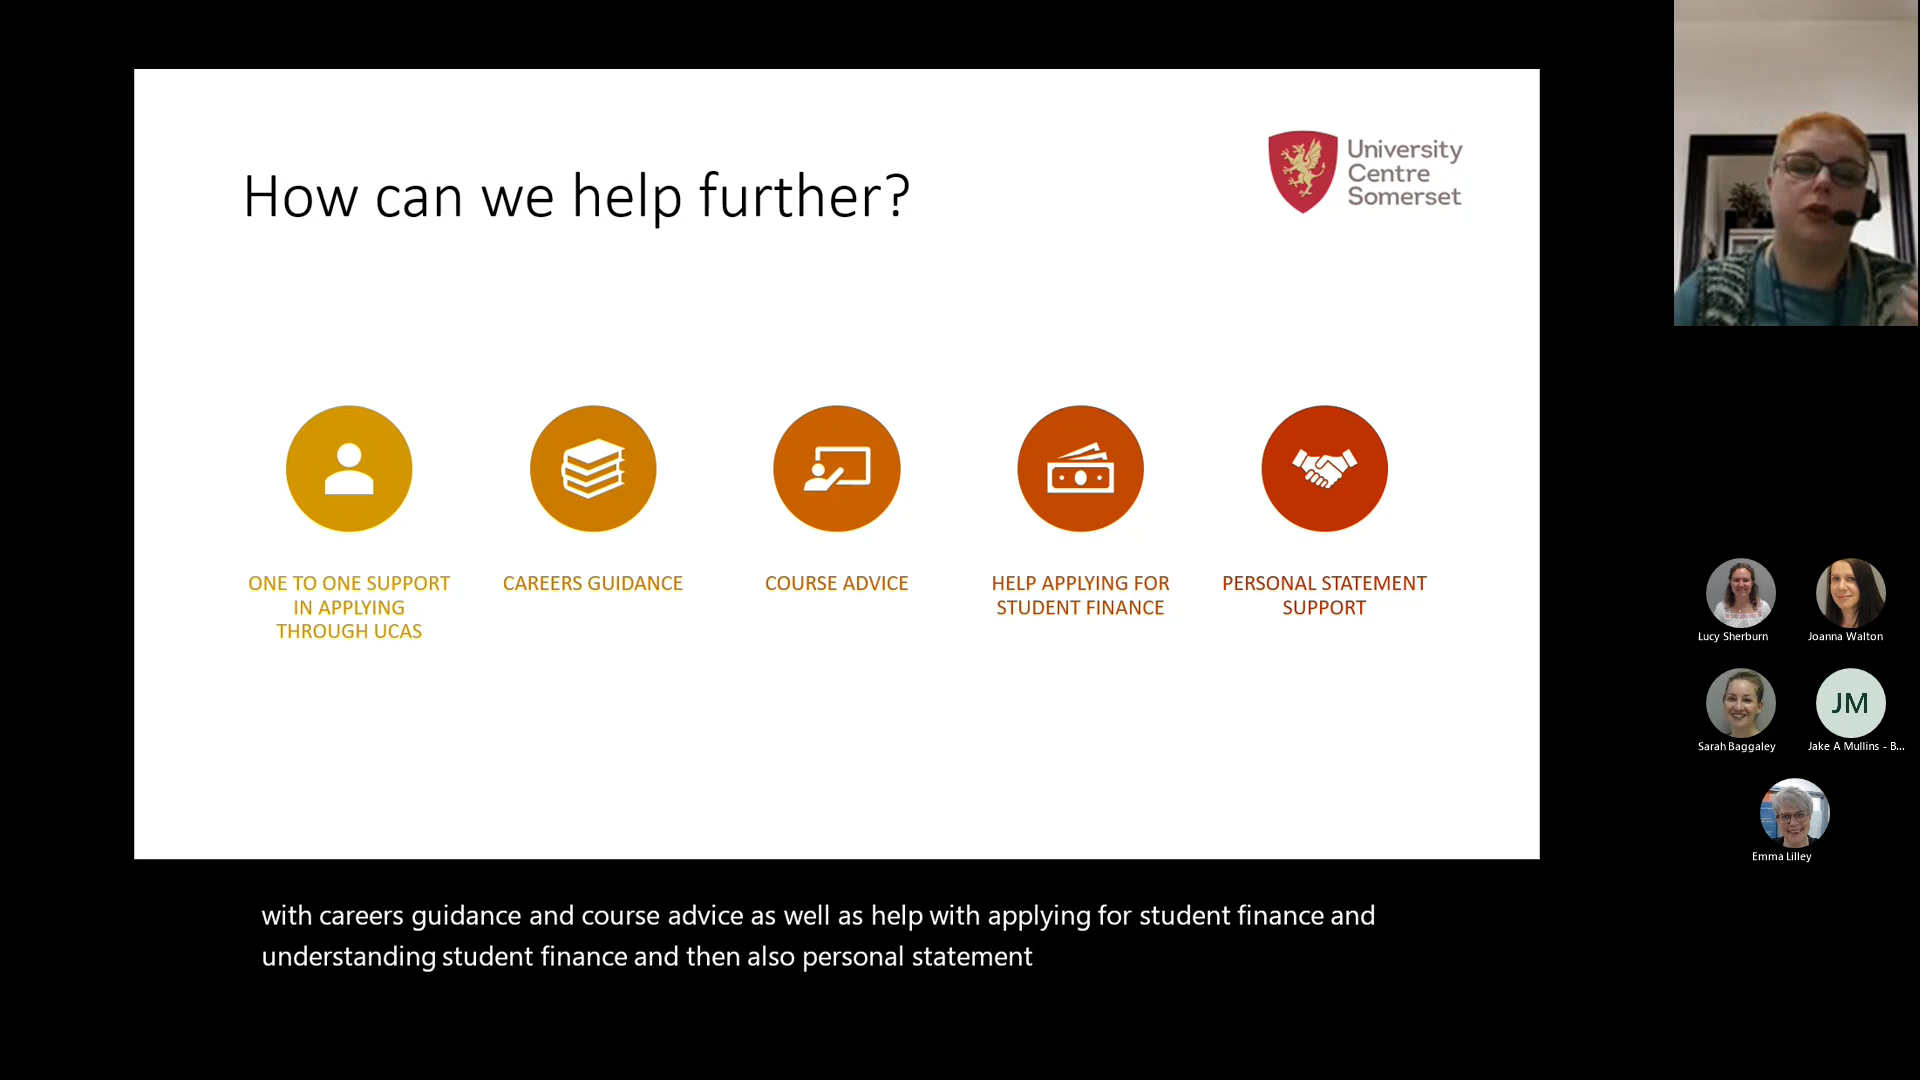 How can we help further?
University
Centre
Somerset
ONE TO ONE SUPPORT
IN APPLYING
THROUGH UCAS
CAREERS GUIDANCE
COURSE ADVICE
HELP APPLYING FOR
STUDENT FINANCE
PERSONAL STATEMENT
SUPPORT
Lucy Sherburn
Joanna Walton
JM
Sarah Baggaley
Jake A Mullins - B...
Emma Lilley
with careers guidance and course advice as well as help with applying for student finance and
understanding student finance and then also personal statement